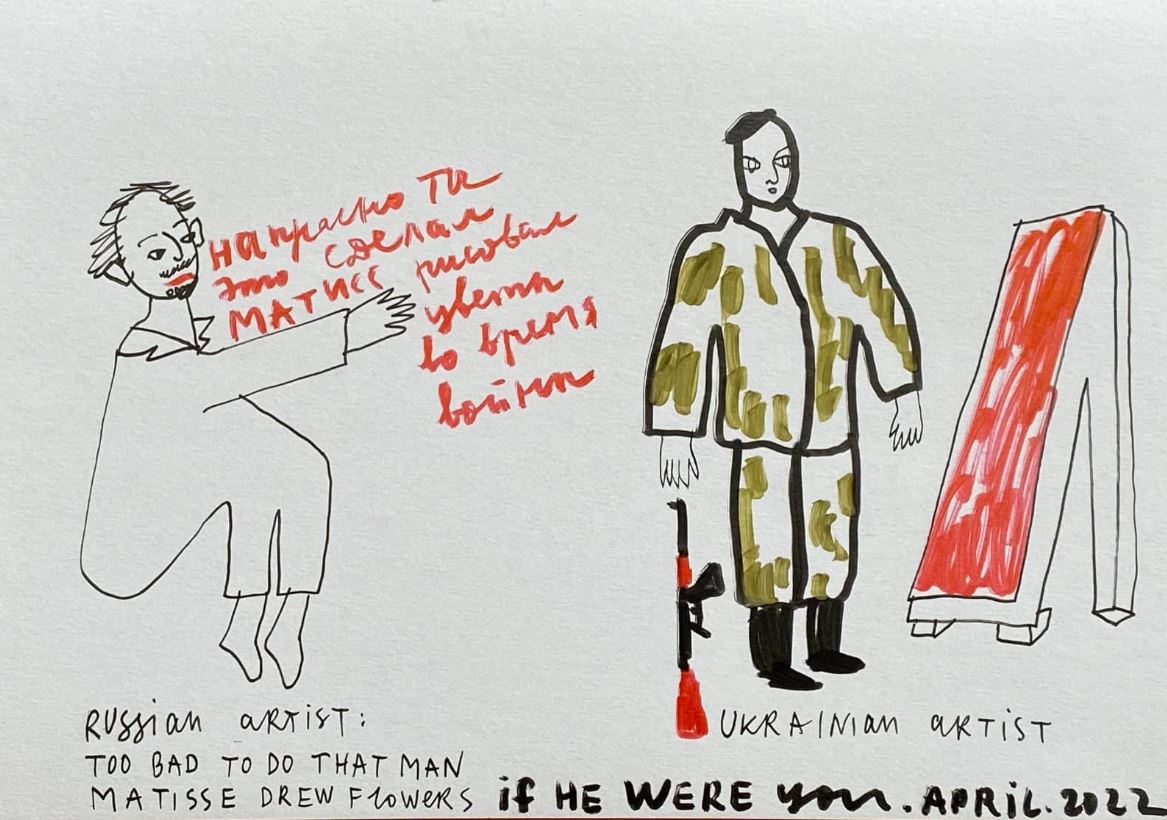 напрасно ты
это сделал
МАТИСС рисовал
цветы
во время
войны
RUSSIAN ARTIST:
TOO BAD TO DO THAT MAN
MATISSE DREW FLOWERS
UKRAINIAN ARTIST
if HE WERE you. APRIL. 2022